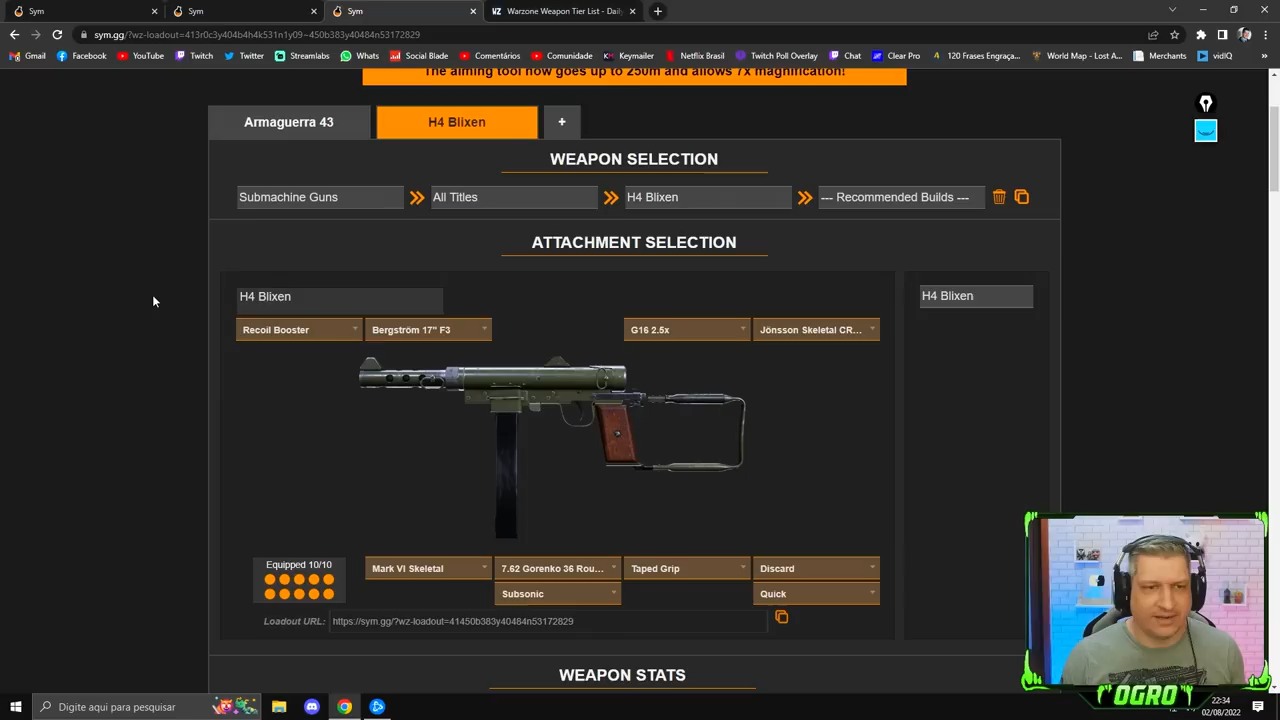 Sym
Sym
Sym
Warzone Weapon Tier List - Daily
sym.gg/?wz-loadout=413r0c3y404b4h4k531n1y09~450b383y40484n53172829
Gmail Facebook YouTube Twitch Twitter Streamlabs Whats Social Blade Comentários Comunidade Keymailer Netflix Brasil Twitch Poll Overlay Chat Clear Pro 120 Frases Engraça... World Map - Lost A... Merchants vidIQ
The aiming tool now goes up to 250m and allows 7x magnification!
Armaguerra 43
H4 Blixen
+
WEAPON SELECTION
Submachine Guns
All Titles
H4 Blixen
--- Recommended Builds ---
ATTACHMENT SELECTION
H4 Blixen
H4 Blixen
Recoil Booster
Bergström 17" F3
G16 2.5x
Jönsson Skeletal CR...
Equipped 10/10
Mark VI Skeletal
7.62 Gorenko 36 Rou...
Taped Grip
Discard
Subsonic
Quick
Loadout URL: https://sym.gg/?wz-loadout=41450b383y40484n53172829
WEAPON STATS
OGRO
Digite aqui para pesquisar
22:34
02/08/2022